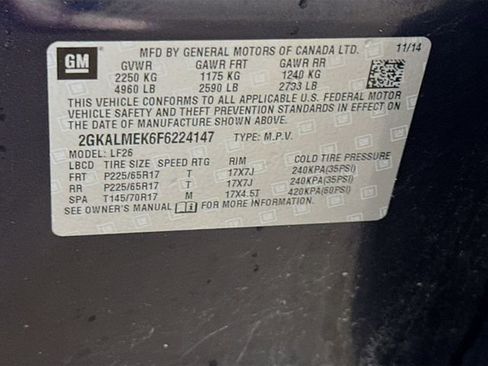 GM
MFD BY GENERAL MOTORS OF CANADA LTD.
11/14
GVWR GAWR FRT GAWR RR
2250 KG 1175 KG 1240 KG
4960 LB 2590 LB 2733 LB
THIS VEHICLE CONFORMS TO ALL APPLICABLE U.S. FEDERAL MOTOR
VEHICLE SAFETY AND THEFT PREVENTION STANDARDS IN EFFECT ON
THE DATE OF MANUFACTURE SHOWN ABOVE.
2GKALMEK6F6224147 TYPE: M.P.V.
MODEL: LF26
LBCD TIRE SIZE SPEED RTG RIM COLD TIRE PRESSURE
FRT P225/65R17 T 17X7J 240KPA(35PSI)
RR P225/65R17 T 17X7J 240KPA(35PSI)
SPA T145/70R17 M 17X4.5T 420KPA(60PSI)
SEE OWNER'S MANUAL FOR MORE INFORMATION.